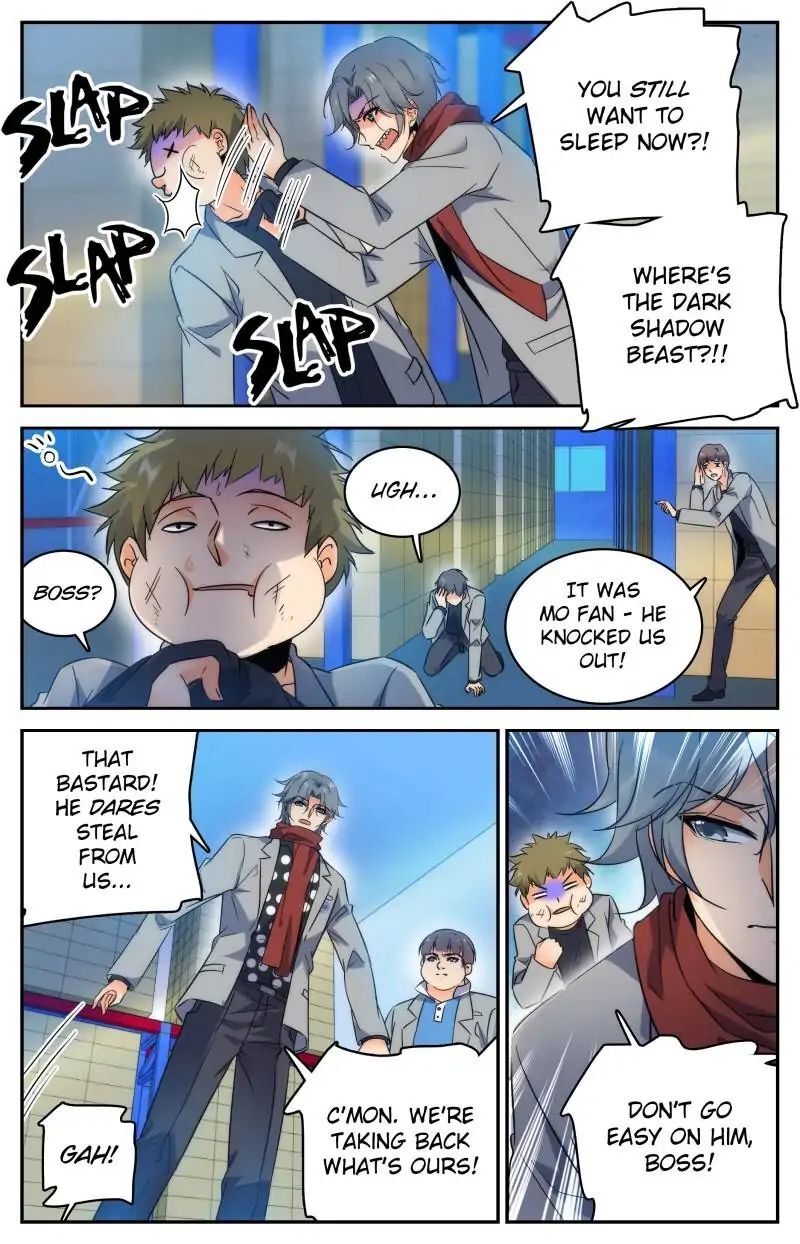 SLAP
SLAP
SLAP
YOU STILL
WANT TO
SLEEP NOW?!
WHERE'S
THE DARK
SHADOW
BEAST?!!
BOSS?
UGH...
IT WAS
MO FAN - HE
KNOCKED US
OUT!
THAT
BASTARD!
HE DARES
STEAL
FROM
US...
GAH!
C'MON. WE'RE
TAKING BACK
WHAT'S OURS!
DON'T GO
EASY ON HIM,
BOSS!